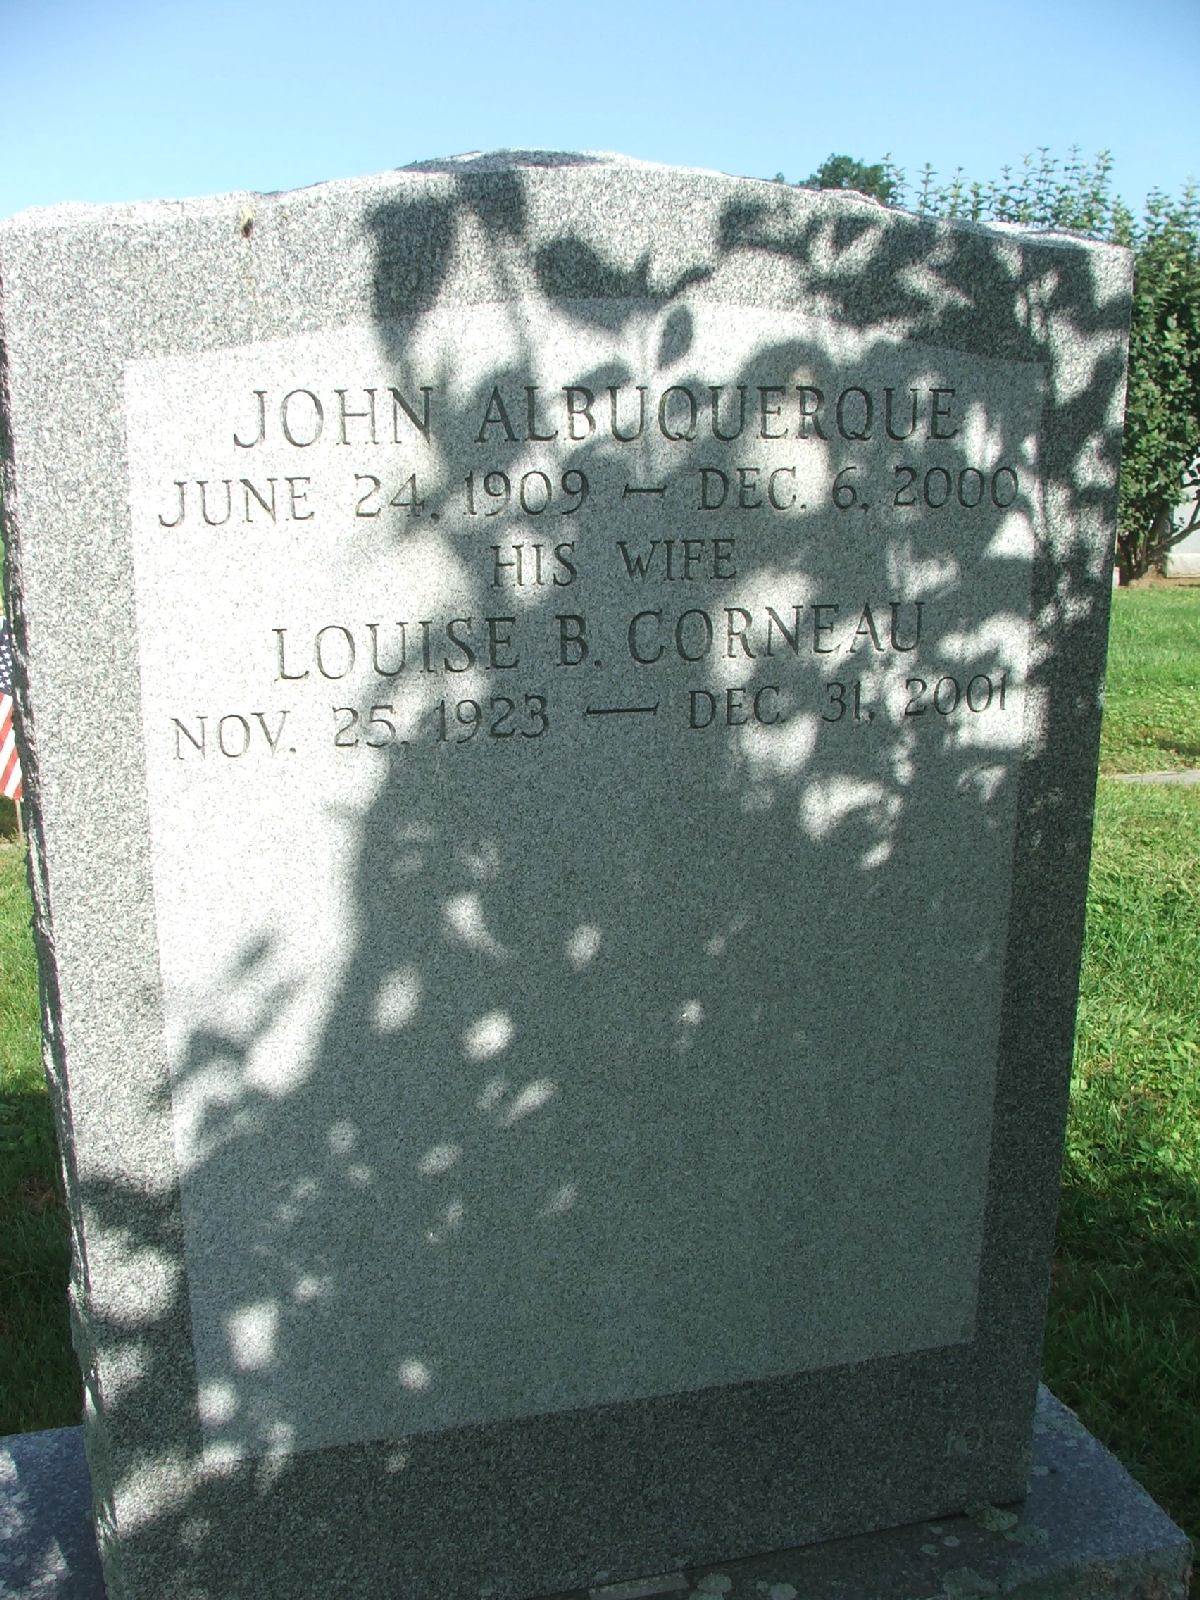 JOHN ALBUQUERQUE
JUNE 24, 1909 — DEC. 6, 2000
HIS WIFE
LOUISE B. CORNEAU
NOV. 25, 1923 — DEC. 31, 2001